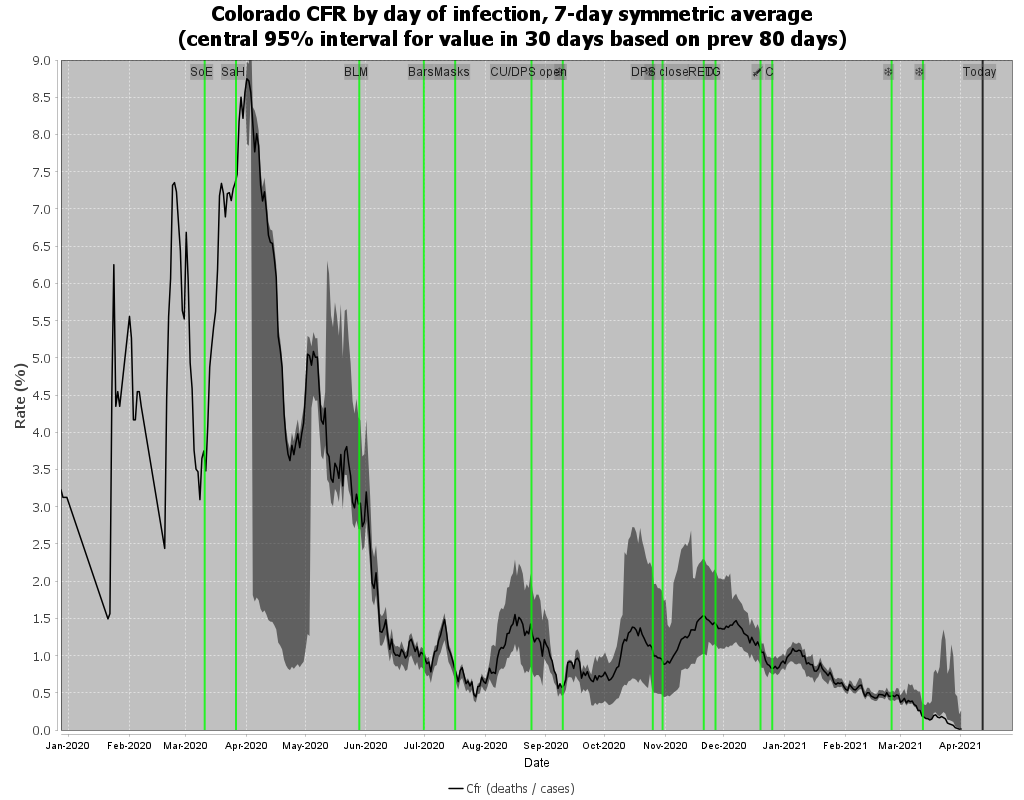 Colorado CFR by day of infection, 7-day symmetric average
(central 95% interval for value in 30 days based on prev 80 days)
SoE SaH BLM Bars Masks CU/DPS open close RED TG C Today
9.0
8.5
8.0
7.5
7.0
6.5
6.0
5.5
5.0
4.5
4.0
3.5
3.0
2.5
2.0
1.5
1.0
0.5
0.0
Rate (%)
Jan-2020 Feb-2020 Mar-2020 Apr-2020 May-2020 Jun-2020 Jul-2020 Aug-2020 Sep-2020 Oct-2020 Nov-2020 Dec-2020 Jan-2021 Feb-2021 Mar-2021 Apr-2021
Date
Cfr (deaths / cases)